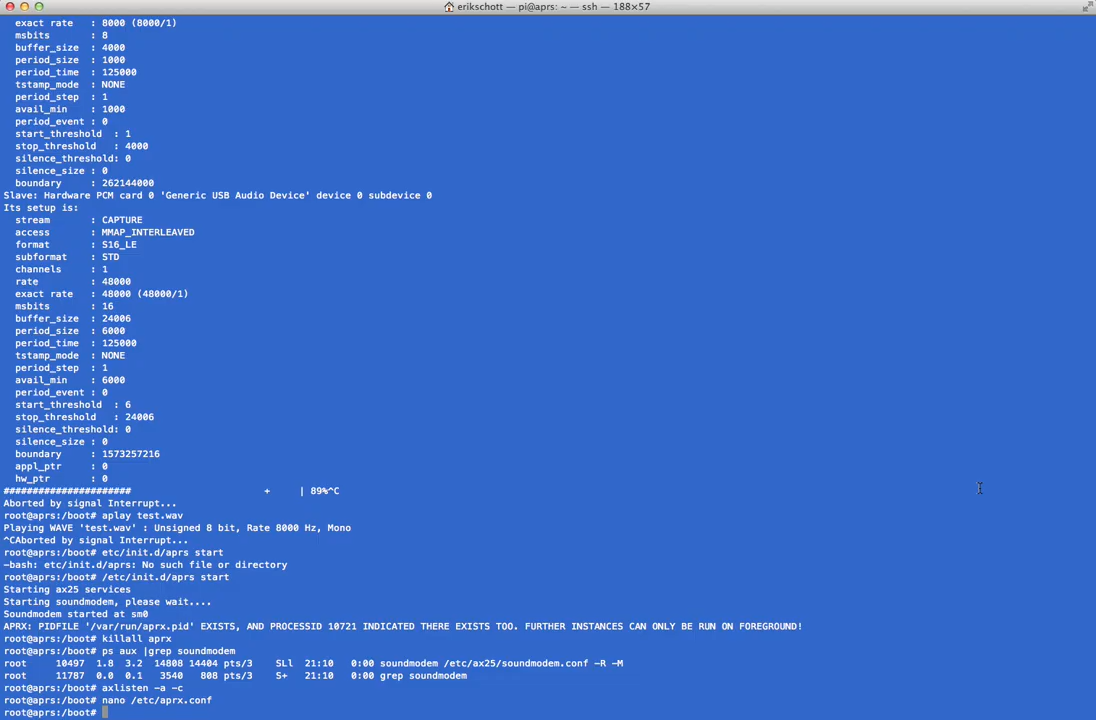 erikschott — pi@aprs: ~ — ssh — 188×57
exact rate   : 8000 (8000/1)
msbits       : 8
buffer_size  : 4000
period_size  : 1000
period_time  : 125000
tstamp_mode  : NONE
period_step  : 1
avail_min    : 1000
period_event : 0
start_threshold  : 1
stop_threshold   : 4000
silence_threshold: 0
silence_size : 0
boundary     : 262144000
Slave: Hardware PCM card 0 'Generic USB Audio Device' device 0 subdevice 0
Its setup is:
stream       : CAPTURE
access       : MMAP_INTERLEAVED
format       : S16_LE
subformat    : STD
channels     : 1
rate         : 48000
exact rate   : 48000 (48000/1)
msbits       : 16
buffer_size  : 24006
period_size  : 6000
period_time  : 125000
tstamp_mode  : NONE
period_step  : 1
avail_min    : 6000
period_event : 0
start_threshold  : 6
stop_threshold   : 24006
silence_threshold: 0
silence_size : 0
boundary     : 1573257216
appl_ptr     : 0
hw_ptr       : 0
######################                       +     | 89%^C
Aborted by signal Interrupt...
root@aprs:/boot# aplay test.wav
Playing WAVE 'test.wav' : Unsigned 8 bit, Rate 8000 Hz, Mono
^CAborted by signal Interrupt...
root@aprs:/boot# etc/init.d/aprs start
-bash: etc/init.d/aprs: No such file or directory
root@aprs:/boot# /etc/init.d/aprs start
Starting ax25 services
Starting soundmodem, please wait....
Soundmodem started at sm0
APRX: PIDFILE '/var/run/aprx.pid' EXISTS, AND PROCESSID 10721 INDICATED THERE EXISTS TOO. FURTHER INSTANCES CAN ONLY BE RUN ON FOREGROUND!
root@aprs:/boot# killall aprx
root@aprs:/boot# ps aux |grep soundmodem
root     10497  1.8  3.2  14808 14404 pts/3    SLl  21:10   0:00 soundmodem /etc/ax25/soundmodem.conf -R -M
root     11787  0.0  0.1   3540   808 pts/3    S+   21:10   0:00 grep soundmodem
root@aprs:/boot# axlisten -a -c
root@aprs:/boot# nano /etc/aprx.conf
root@aprs:/boot#